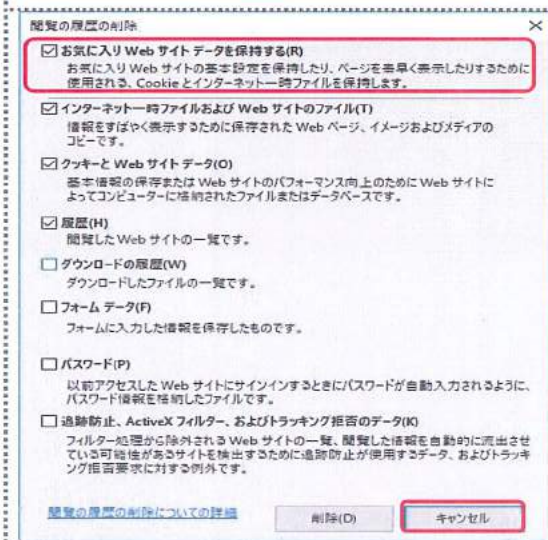 閲覧の履歴の削除
お気に入り Web サイト データを保持する(R)
お気に入り Web サイトの基本設定を保持したり、ページを素早く表示したりするために
使用される、Cookie とインターネット一時ファイルを保持します。
インターネット一時ファイルおよび Web サイトのファイル(T)
情報をすばやく表示するために保存された Web ページ、イメージおよびメディアの
コピーです。
クッキーと Web サイト データ(O)
基本情報の保存または Web サイトのパフォーマンス向上のために Web サイトに
よってコンピューターに格納されたファイルまたはデータベースです。
履歴(H)
閲覧した Web サイトの一覧です。
ダウンロードの履歴(W)
ダウンロードしたファイルの一覧です。
フォーム データ(F)
フォームに入力した情報を保存したものです。
パスワード(P)
以前アクセスした Web サイトにサインインするときにパスワードが自動入力されるように、
パスワード情報を格納したファイルです。
追跡防止、ActiveX フィルター、およびトラッキング拒否のデータ(K)
フィルター処理から除外される Web サイトの一覧、閲覧した情報を自動的に流出させ
ている可能性があるサイトを検出するために追跡防止が使用するデータ、およびトラッキ
ング拒否要求に対する例外です。
閲覧の履歴の削除についての詳細
削除(D)
キャンセル